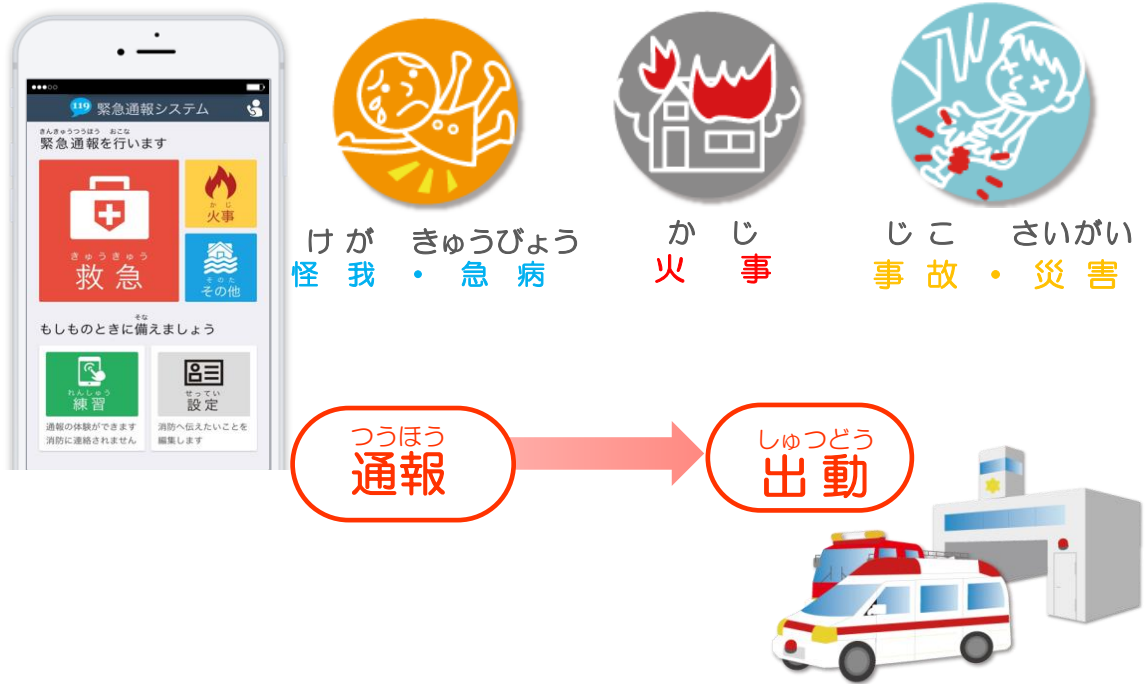 119 緊急通報システム
きんきゅうつうほう おこな
緊急通報を行います
きゅうきゅう
救急
かじ
火事
そのた
その他
そな
もしものときに備えましょう
れんしゅう
練習
通報の体験ができます
消防に連絡されません
せってい
設定
消防へ伝えたいことを
編集します
けが きゅうびょう
怪我・急病
かじ
火事
じこ さいがい
事故・災害
つうほう
通報
しゅつどう
出動